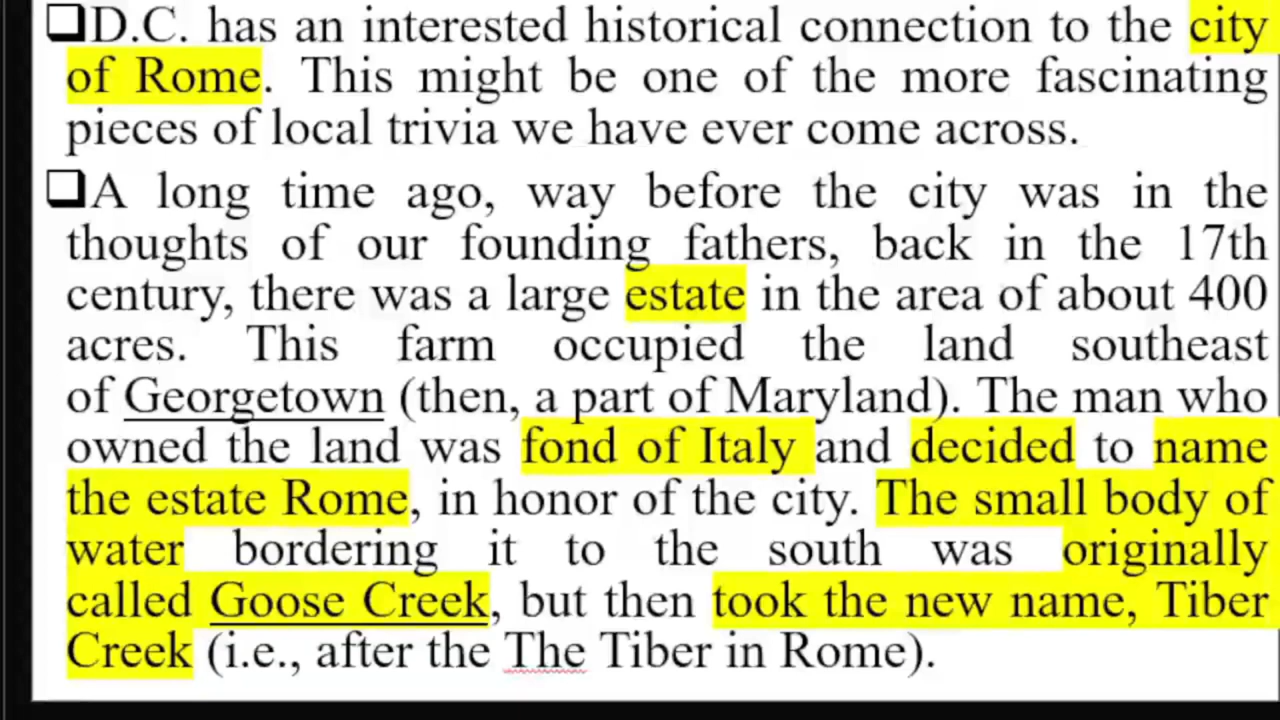 ❑D.C. has an interested historical connection to the city
of Rome. This might be one of the more fascinating
pieces of local trivia we have ever come across.
❑A long time ago, way before the city was in the
thoughts of our founding fathers, back in the 17th
century, there was a large estate in the area of about 400
acres. This farm occupied the land southeast
of Georgetown (then, a part of Maryland). The man who
owned the land was fond of Italy and decided to name
the estate Rome, in honor of the city. The small body of
water bordering it to the south was originally
called Goose Creek, but then took the new name, Tiber
Creek (i.e., after the The Tiber in Rome).